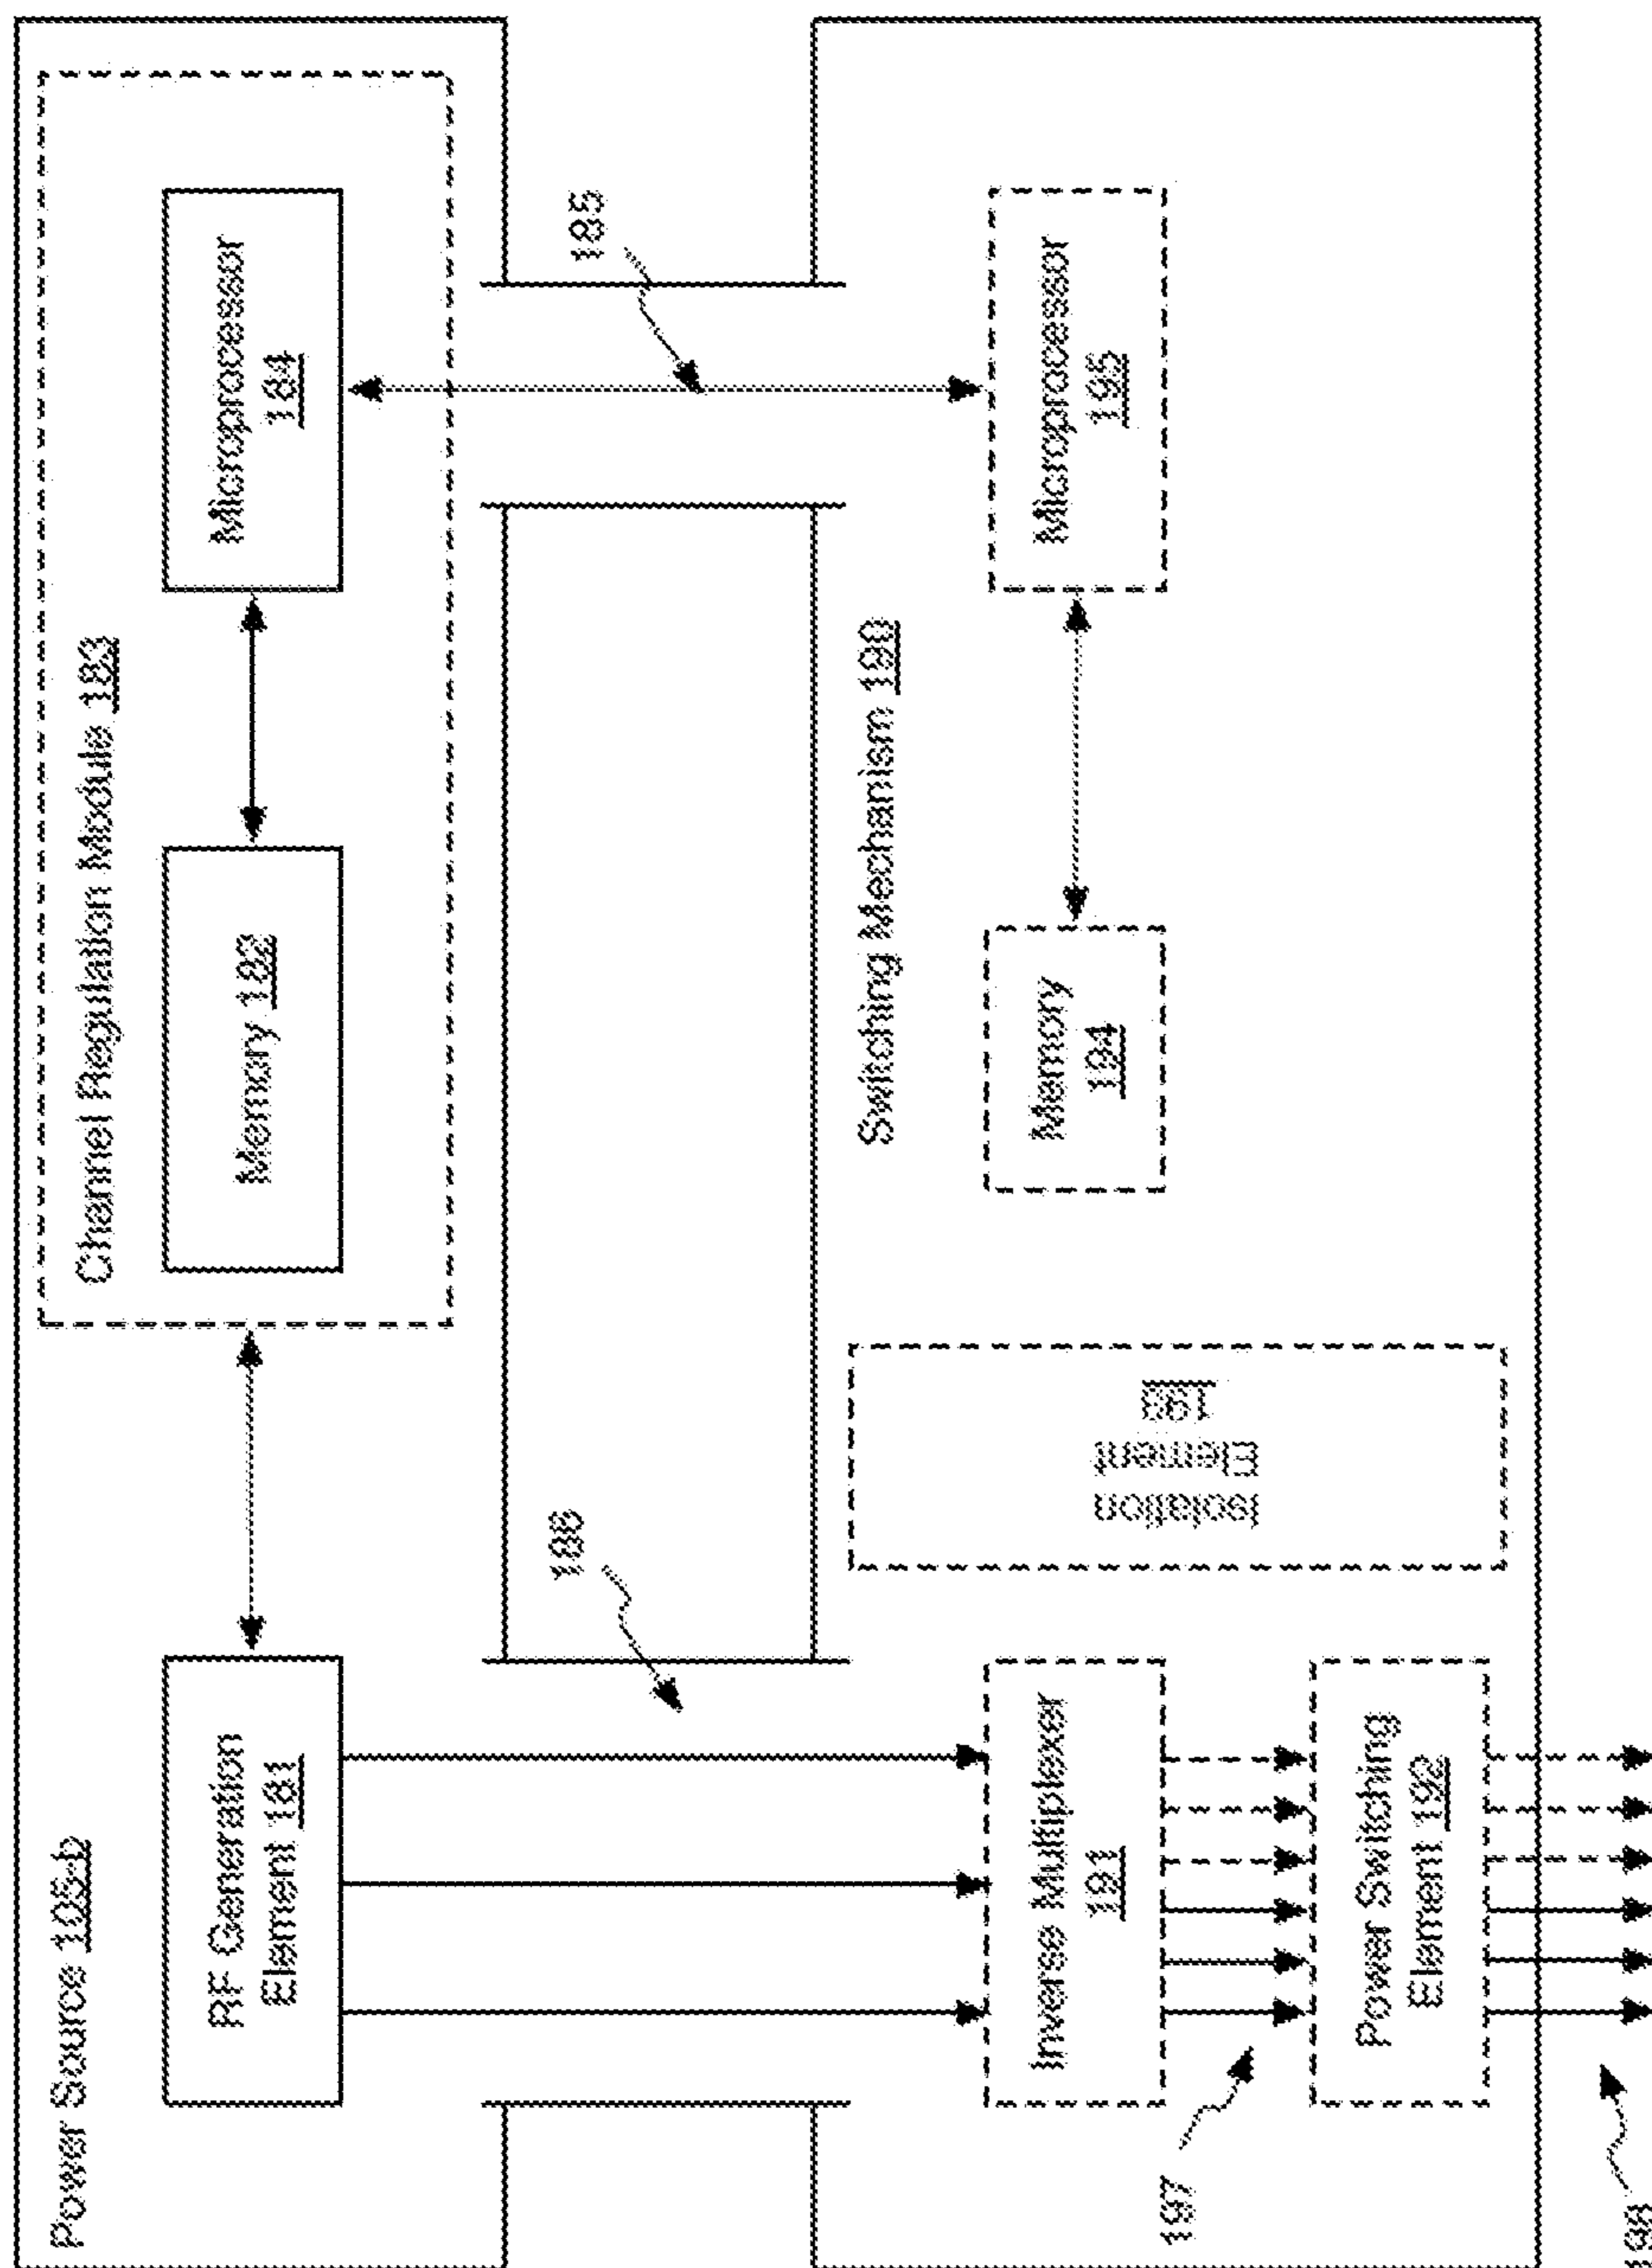 Power Source 105-b
Channel Regulation Module 183
RF Generation
Element 181
Memory 182
Microprocessor
184
186
185
Switching Mechanism 190
Inverse Multiplexer
191
Isolation
Element
193
Memory
194
Microprocessor
195
197
Power Switching
Element 192
198